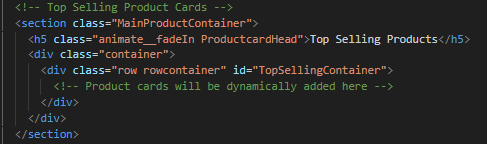 <!-- Top Selling Product Cards -->
<section class="MainProductContainer">
<h5 class="animate__fadeIn ProductcardHead">Top Selling Products</h5>
<div class="container">
<div class="row rowcontainer" id="TopSellingContainer">
<!-- Product cards will be dynamically added here -->
</div>
</div>
</section>